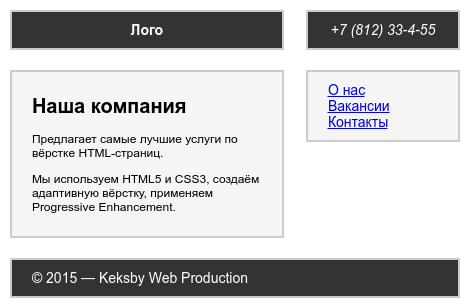 Лого
+7 (812) 33-4-55
Наша компания
Предлагает самые лучшие услуги по
вёрстке HTML-страниц.
Мы используем HTML5 и CSS3, создаём
адаптивную вёрстку, применяем
Progressive Enhancement.
О нас
Вакансии
Контакты
© 2015 — Keksby Web Production